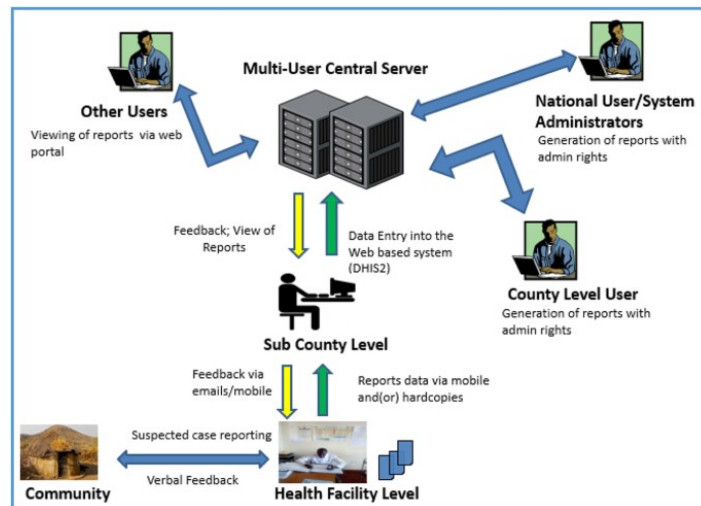 Multi-User Central Server
Other Users
Viewing of reports via web
portal
National User/System
Administrators
Generation of reports with
admin rights
Feedback; View of
Reports
Data Entry into the
Web based system
(DHIS2)
County Level User
Generation of reports with
admin rights
Sub County Level
Feedback via
emails/mobile
Reports data via mobile
and(or) hardcopies
Suspected case reporting
Verbal Feedback
Community
Health Facility Level